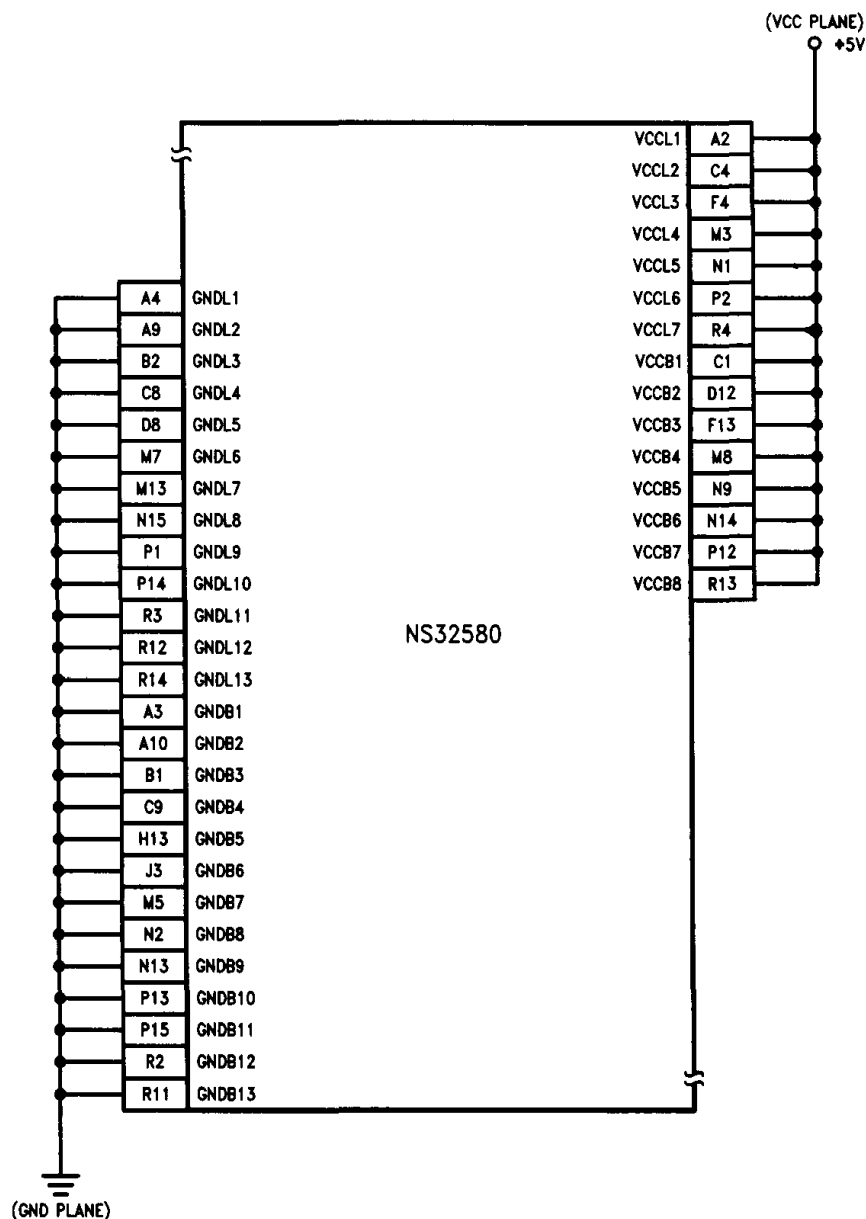 (VCC PLANE)
+5V
VCCL1 A2
VCCL2 C4
VCCL3 F4
VCCL4 M3
VCCL5 N1
A4 GNDL1 VCCL6 P2
A9 GNDL2 VCCL7 R4
B2 GNDL3 VCCB1 C1
C8 GNDL4 VCCB2 D12
D8 GNDL5 VCCB3 F13
M7 GNDL6 VCCB4 M8
M13 GNDL7 VCCB5 N9
N15 GNDL8 VCCB6 N14
P1 GNDL9 VCCB7 P12
P14 GNDL10 VCCB8 R13
R3 GNDL11
NS32580
R12 GNDL12
R14 GNDL13
A3 GNDB1
A10 GNDB2
B1 GNDB3
C9 GNDB4
H13 GNDB5
J3 GNDB6
M5 GNDB7
N2 GNDB8
N13 GNDB9
P13 GNDB10
P15 GNDB11
R2 GNDB12
R11 GNDB13
(GND PLANE)